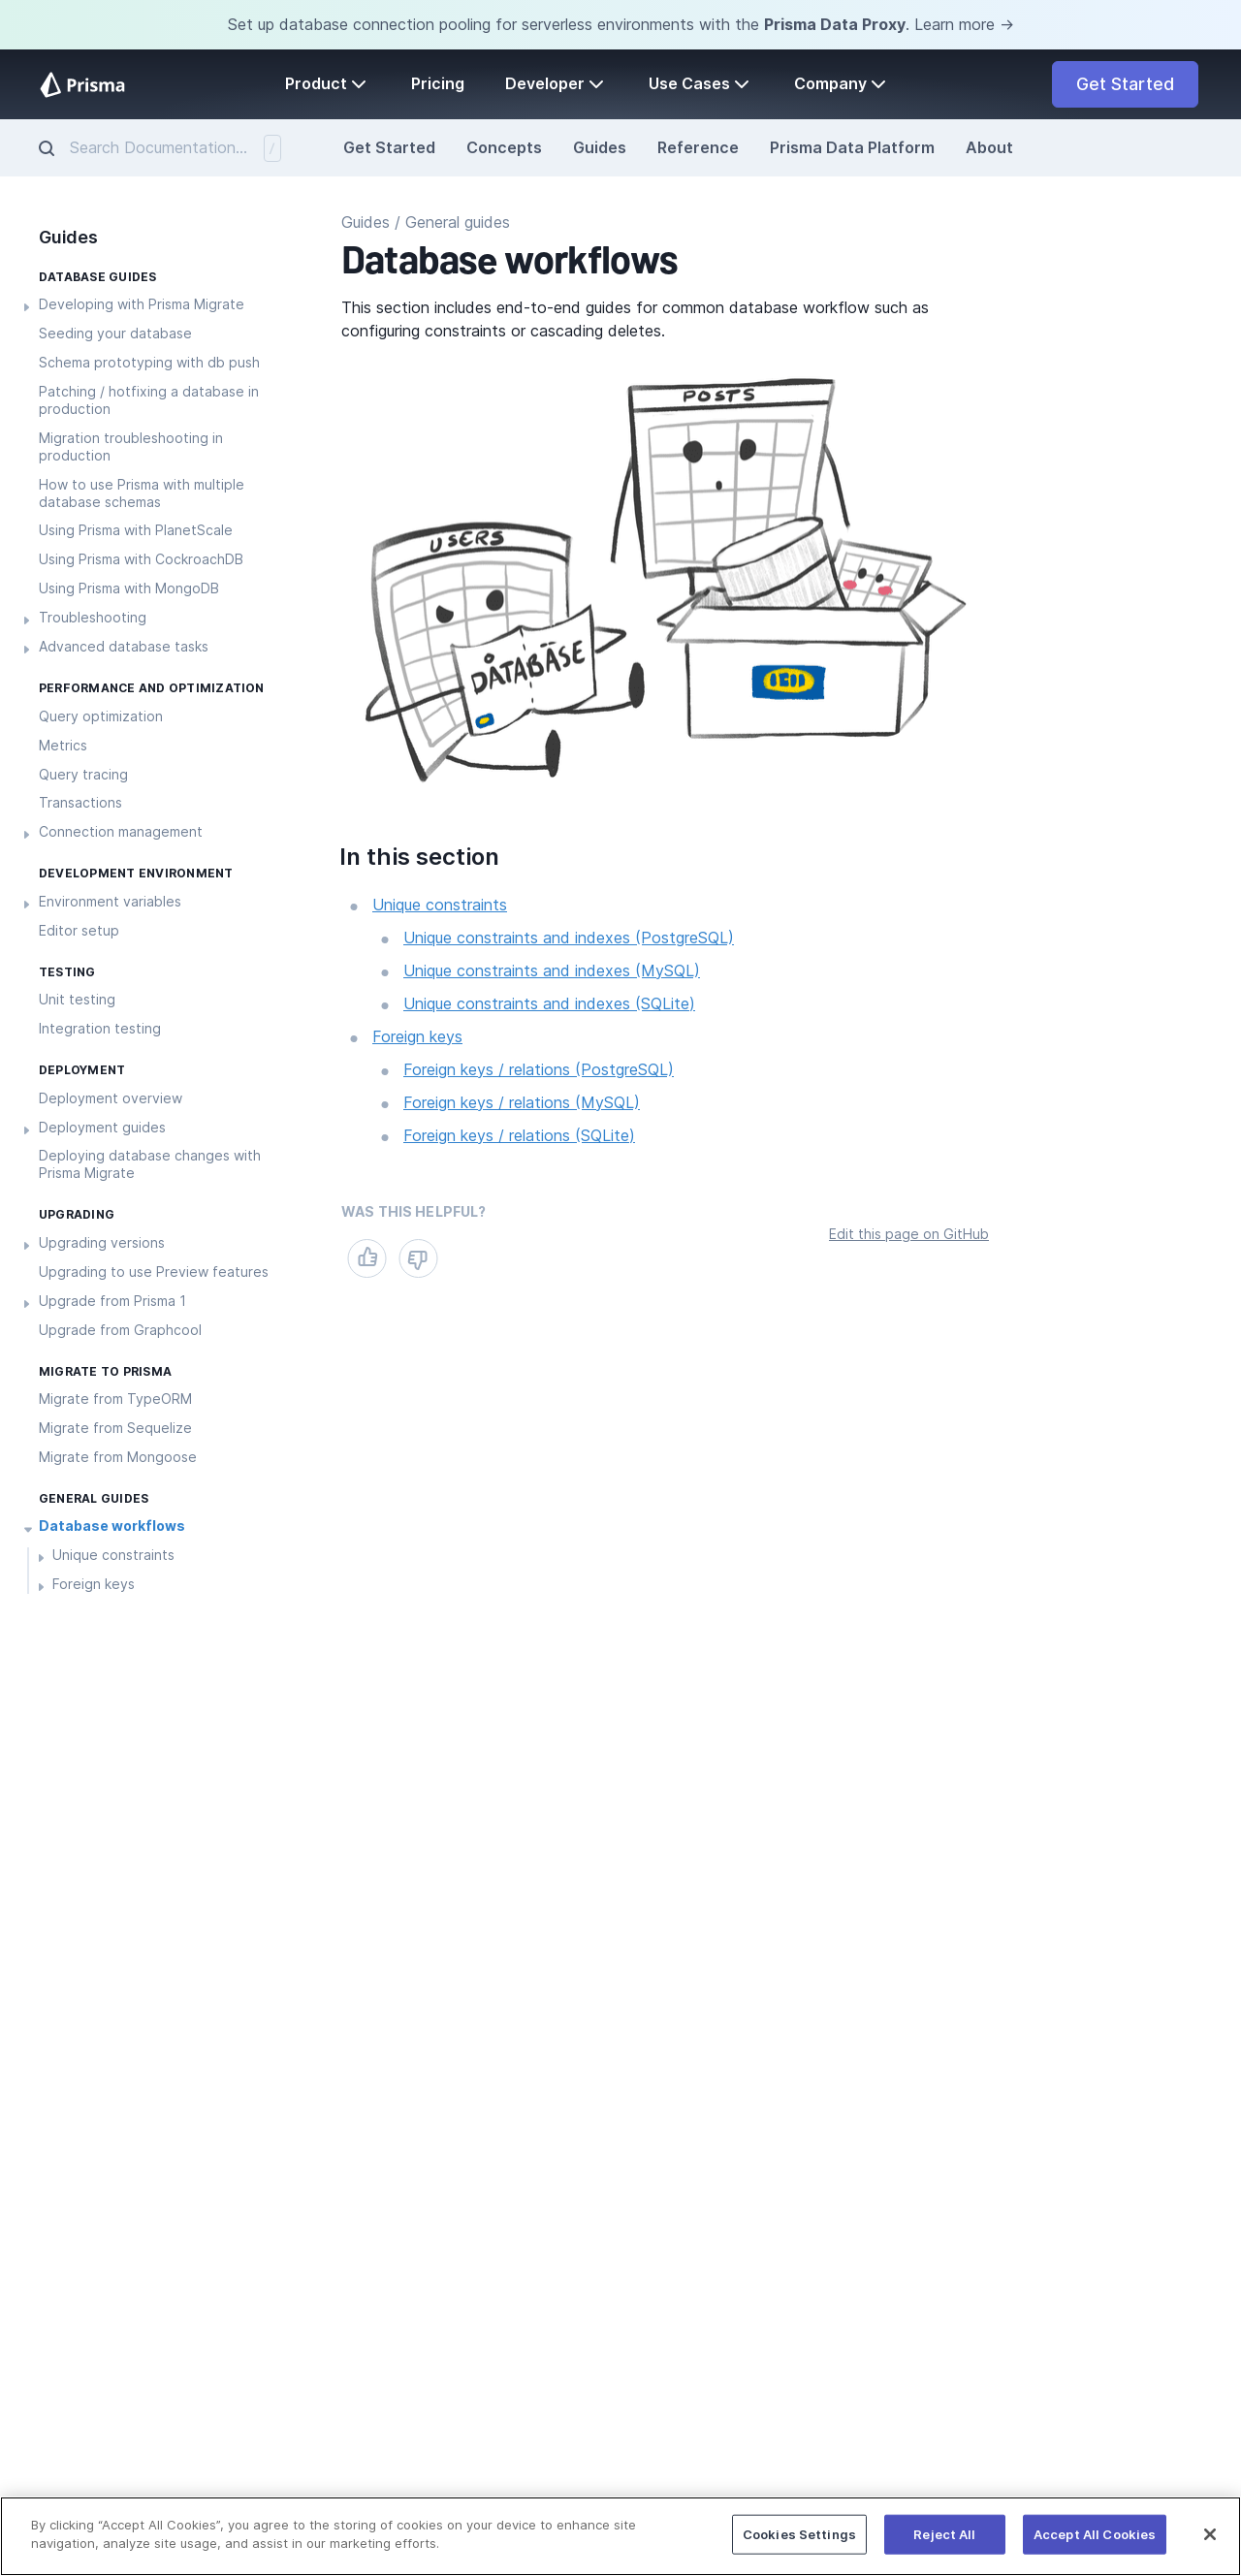 Set up database connection pooling for serverless environments with the Prisma Data Proxy. Learn more →
Prisma
Product
Pricing
Developer
Use Cases
Company
Get Started
Search Documentation...
/
Get Started
Concepts
Guides
Reference
Prisma Data Platform
About
Guides
DATABASE GUIDES
Developing with Prisma Migrate
Seeding your database
Schema prototyping with db push
Patching / hotfixing a database in
production
Migration troubleshooting in
production
How to use Prisma with multiple
database schemas
Using Prisma with PlanetScale
Using Prisma with CockroachDB
Using Prisma with MongoDB
Troubleshooting
Advanced database tasks
PERFORMANCE AND OPTIMIZATION
Query optimization
Metrics
Query tracing
Transactions
Connection management
DEVELOPMENT ENVIRONMENT
Environment variables
Editor setup
TESTING
Unit testing
Integration testing
DEPLOYMENT
Deployment overview
Deployment guides
Deploying database changes with
Prisma Migrate
UPGRADING
Upgrading versions
Upgrading to use Preview features
Upgrade from Prisma 1
Upgrade from Graphcool
MIGRATE TO PRISMA
Migrate from TypeORM
Migrate from Sequelize
Migrate from Mongoose
GENERAL GUIDES
Database workflows
Unique constraints
Foreign keys
Guides / General guides
Database workflows
This section includes end-to-end guides for common database workflow such as
configuring constraints or cascading deletes.
POSTS
USERS
DATABASE
In this section
Unique constraints
Unique constraints and indexes (PostgreSQL)
Unique constraints and indexes (MySQL)
Unique constraints and indexes (SQLite)
Foreign keys
Foreign keys / relations (PostgreSQL)
Foreign keys / relations (MySQL)
Foreign keys / relations (SQLite)
WAS THIS HELPFUL?
Edit this page on GitHub
By clicking “Accept All Cookies”, you agree to the storing of cookies on your device to enhance site
navigation, analyze site usage, and assist in our marketing efforts.
Cookies Settings
Reject All
Accept All Cookies